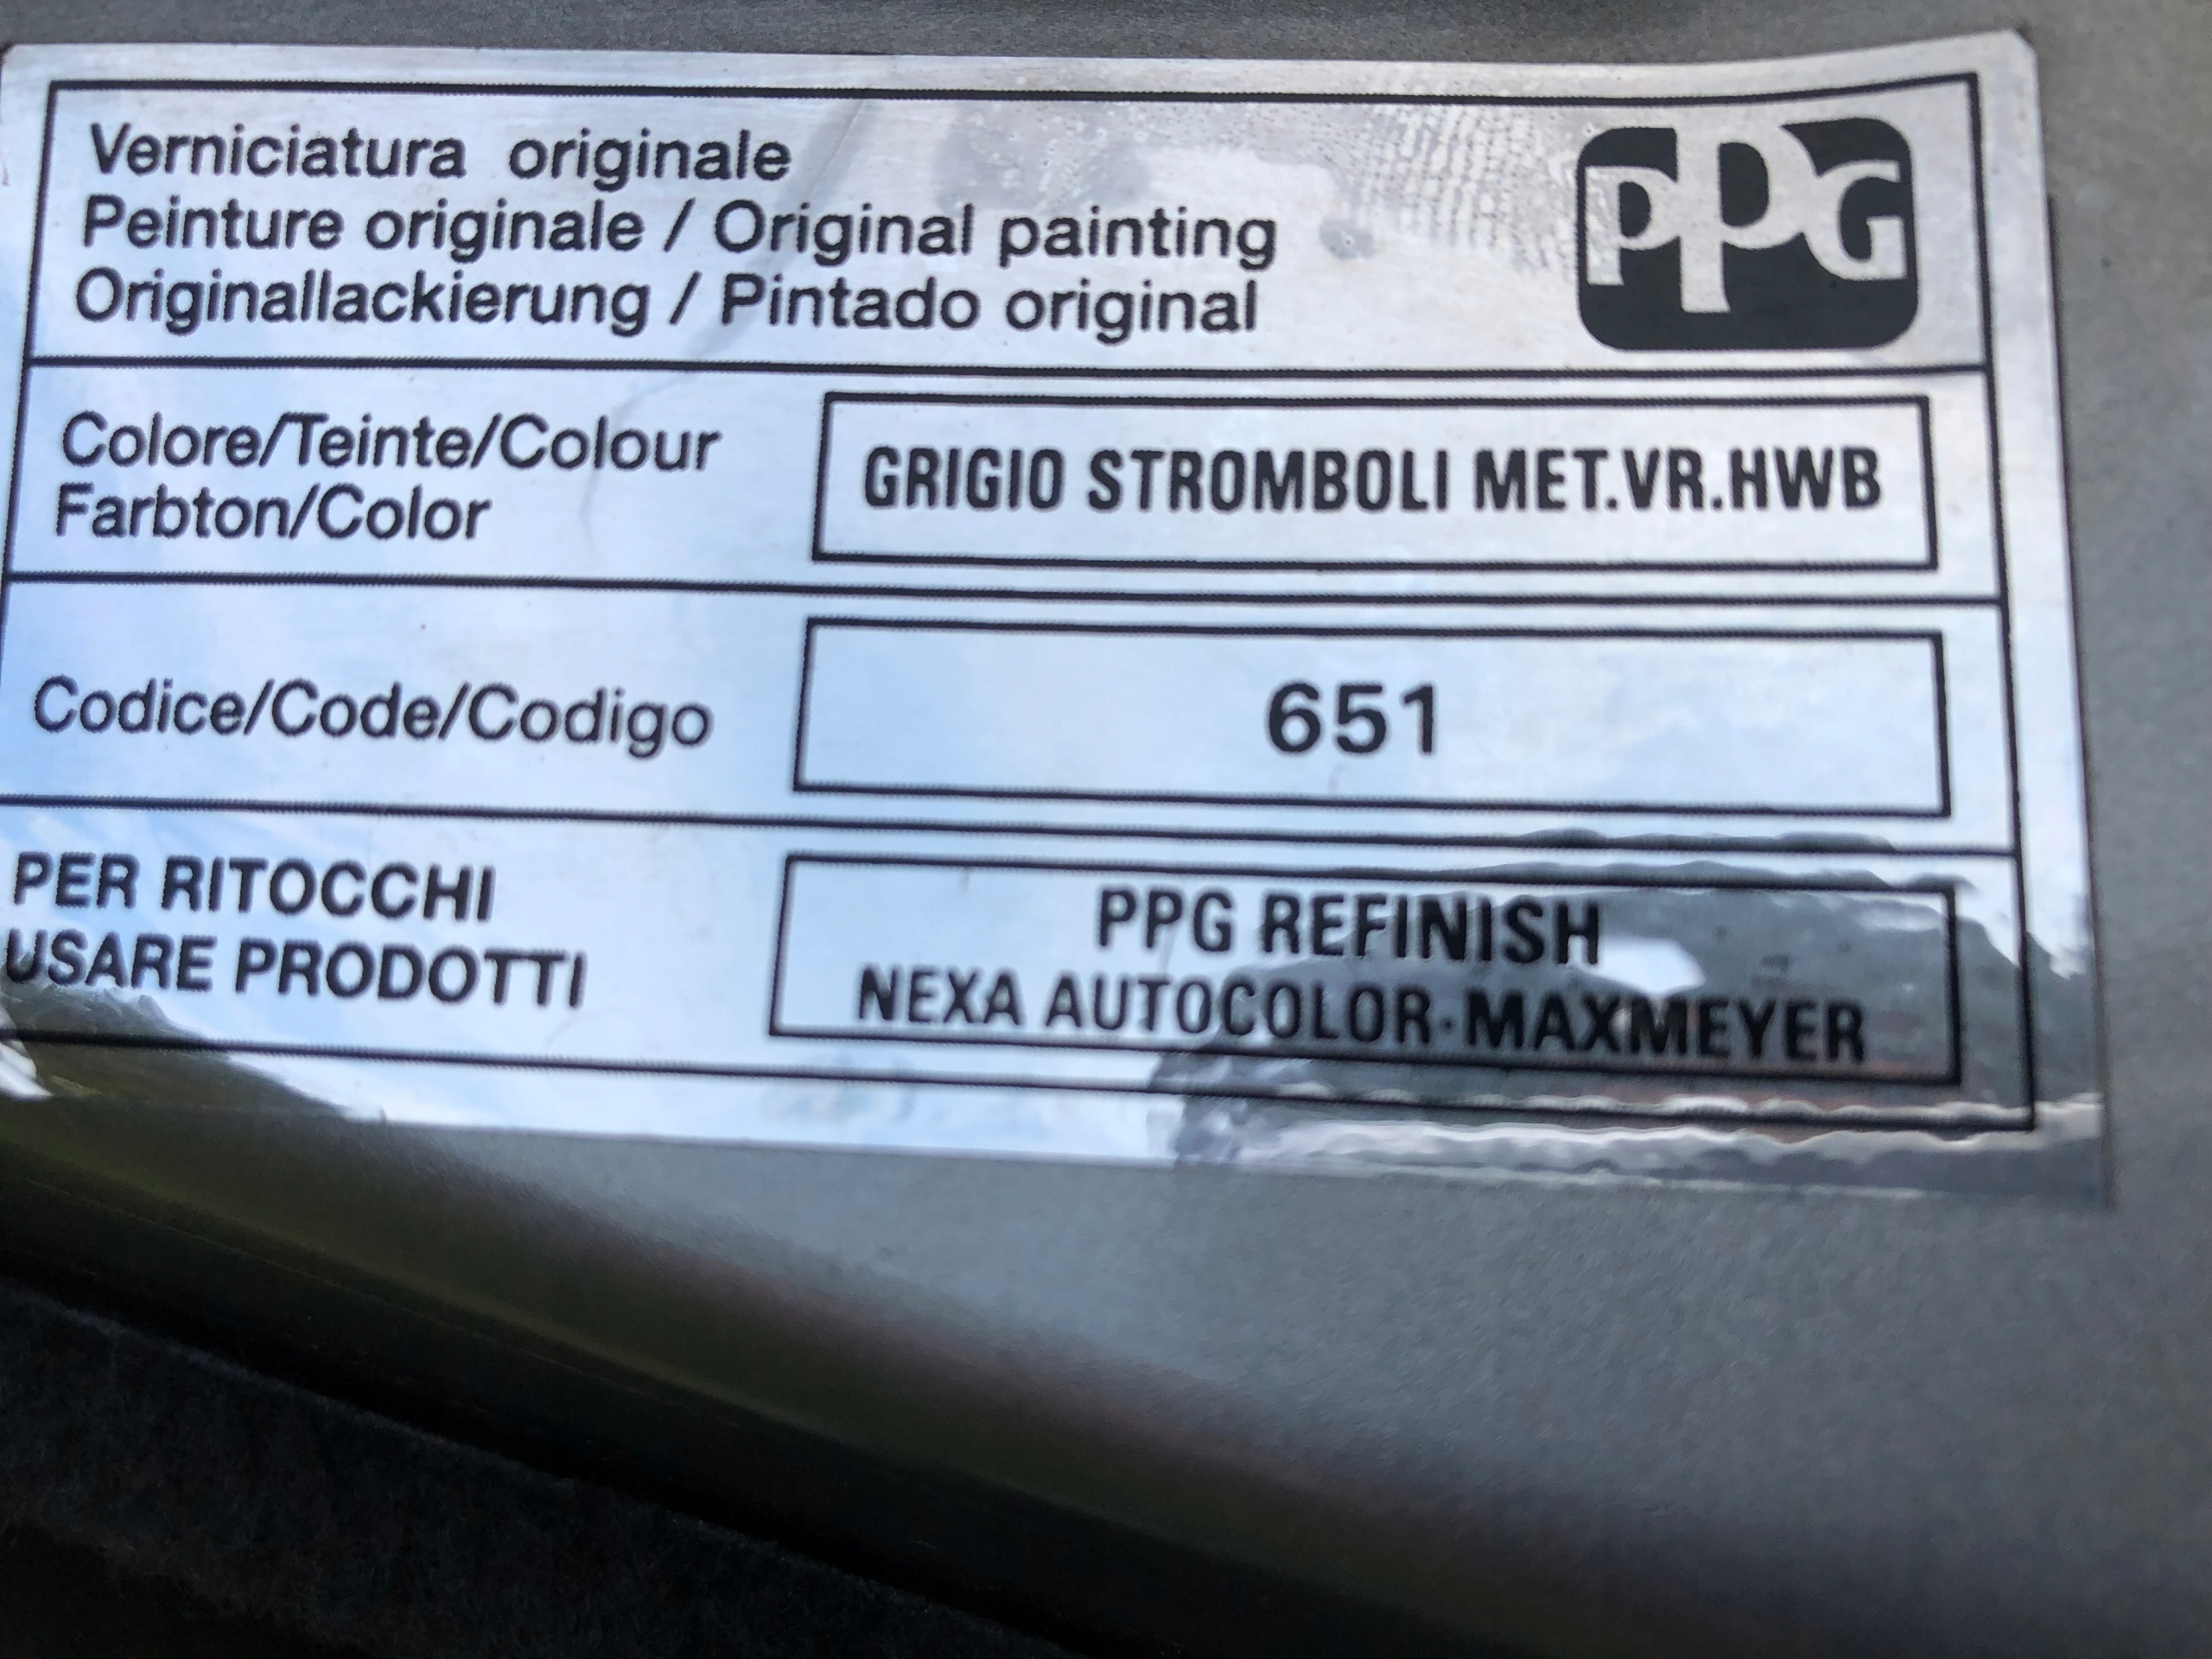 Verniciatura originale
Peinture originale / Original painting
Originallackierung / Pintado original
PPG
Colore/Teinte/Colour
Farbton/Color
GRIGIO STROMBOLI MET.VR.HWB
Codice/Code/Codigo
651
PER RITOCCHI
USARE PRODOTTI
PPG REFINISH
NEXA AUTOCOLOR·MAXMEYER